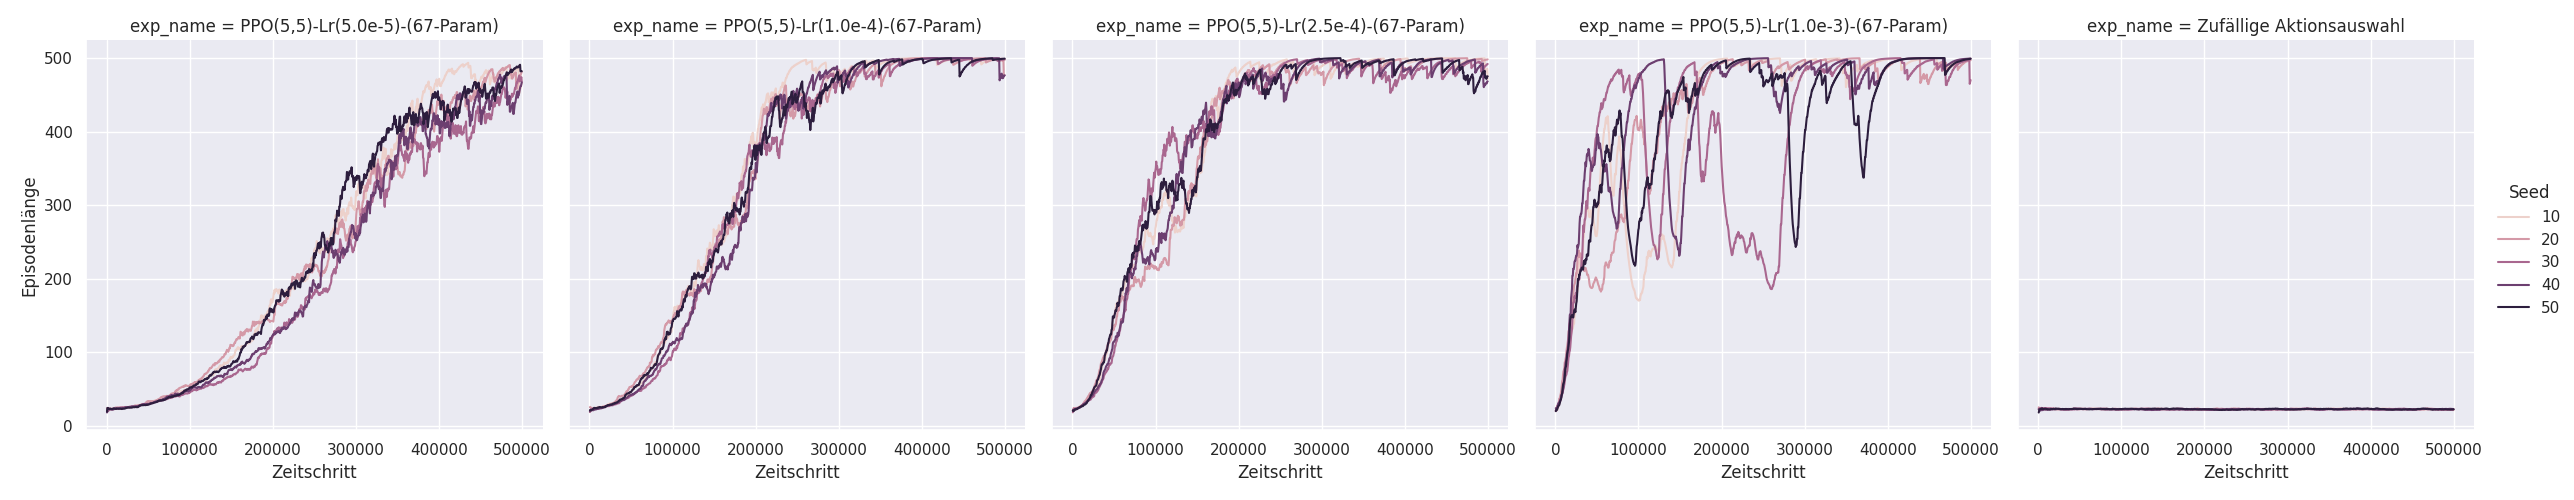 exp_name = PPO(5,5)-Lr(5.0e-5)-(67-Param)
exp_name = PPO(5,5)-Lr(1.0e-4)-(67-Param)
exp_name = PPO(5,5)-Lr(2.5e-4)-(67-Param)
exp_name = PPO(5,5)-Lr(1.0e-3)-(67-Param)
exp_name = Zufällige Aktionsauswahl
Episodenlänge
500
400
300
200
100
0
0 100000 200000 300000 400000 500000
Zeitschritt
0 100000 200000 300000 400000 500000
Zeitschritt
0 100000 200000 300000 400000 500000
Zeitschritt
0 100000 200000 300000 400000 500000
Zeitschritt
0 100000 200000 300000 400000 500000
Zeitschritt
Seed
10
20
30
40
50